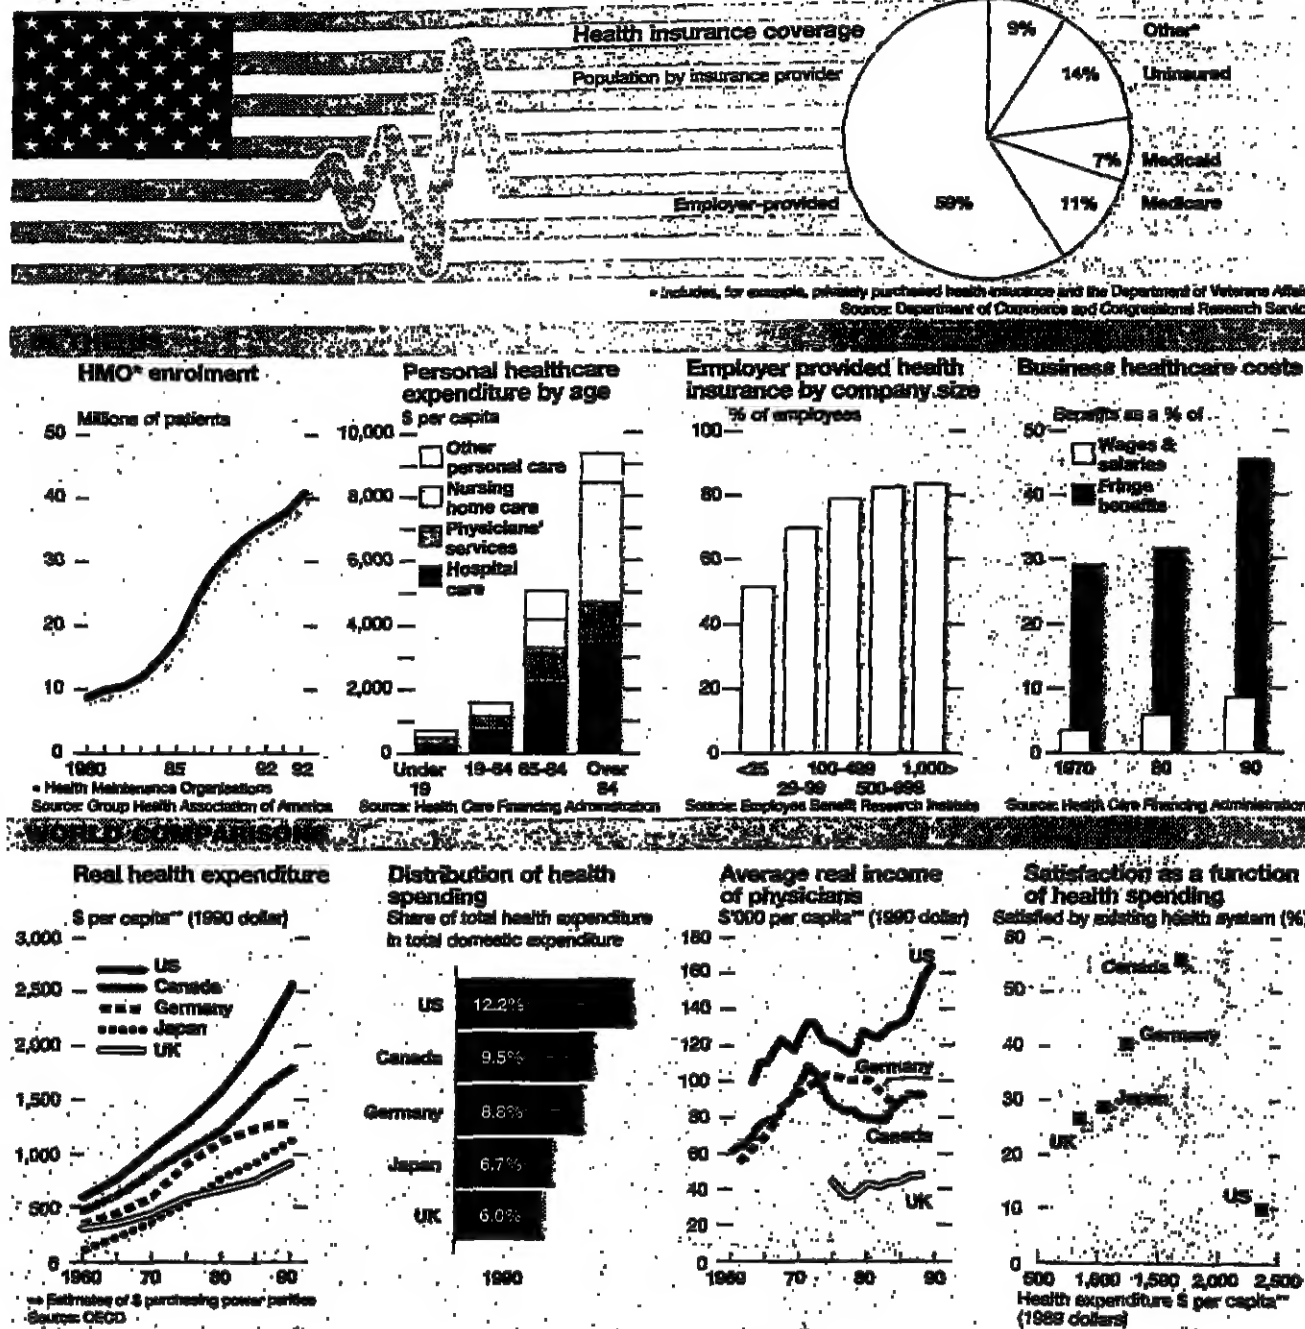 Health insurance coverage
Population by insurance provider
9%
Other*
14%
Uninsured
7%
Medicaid
11%
Medicare
Employer-provided
59%
* Includes, for example, privately purchased health insurance and the Department of Veterans Affairs
Source: Department of Commerce and Congressional Research Service
HMO* enrolment
Millions of patients
50
40
30
20
10
0
1980 85 92
* Health Maintenance Organisations
Source: Group Health Association of America
Personal healthcare
expenditure by age
$ per capita
10,000
8,000
6,000
4,000
2,000
0
Other
personal care
Nursing
home care
Physicians'
services
Hospital
care
Under
19
19-64
65-84
Over
84
Source: Health Care Financing Administration
Employer provided health
insurance by company size
% of employees
100
80
60
40
20
0
<25
100-499
1,000>
500-999
Source: Employee Benefit Research Institute
Business healthcare costs
Benefits as a % of
50
40
30
20
10
0
Wages &
salaries
Fringe
benefits
1970 80 90
Source: Health Care Financing Administration
WORLD COMPARISONS
Real health expenditure
$ per capita** (1990 dollar)
3,000
2,500
2,000
1,500
1,000
500
0
US
Canada
Germany
Japan
UK
1960 70 80 90
** Estimates of $ purchasing power parities
Source: OECD
Distribution of health
spending
Share of total health expenditure
in total domestic expenditure
US 12.2%
Canada 9.5%
Germany 8.8%
Japan 6.7%
UK
1990
Average real income
of physicians
$'000 per capita** (1990 dollar)
180
160
140
120
100
80
60
40
20
0
US
Germany
Canada
UK
1960 70 80 90
Satisfaction as a function
of health spending
Satisfied by existing health system (%)
60
50
40
30
20
10
0
Canada
Germany
Japan
UK
US
500 1,000 1,500 2,000 2,500
Health expenditure $ per capita**
(1989 dollars)